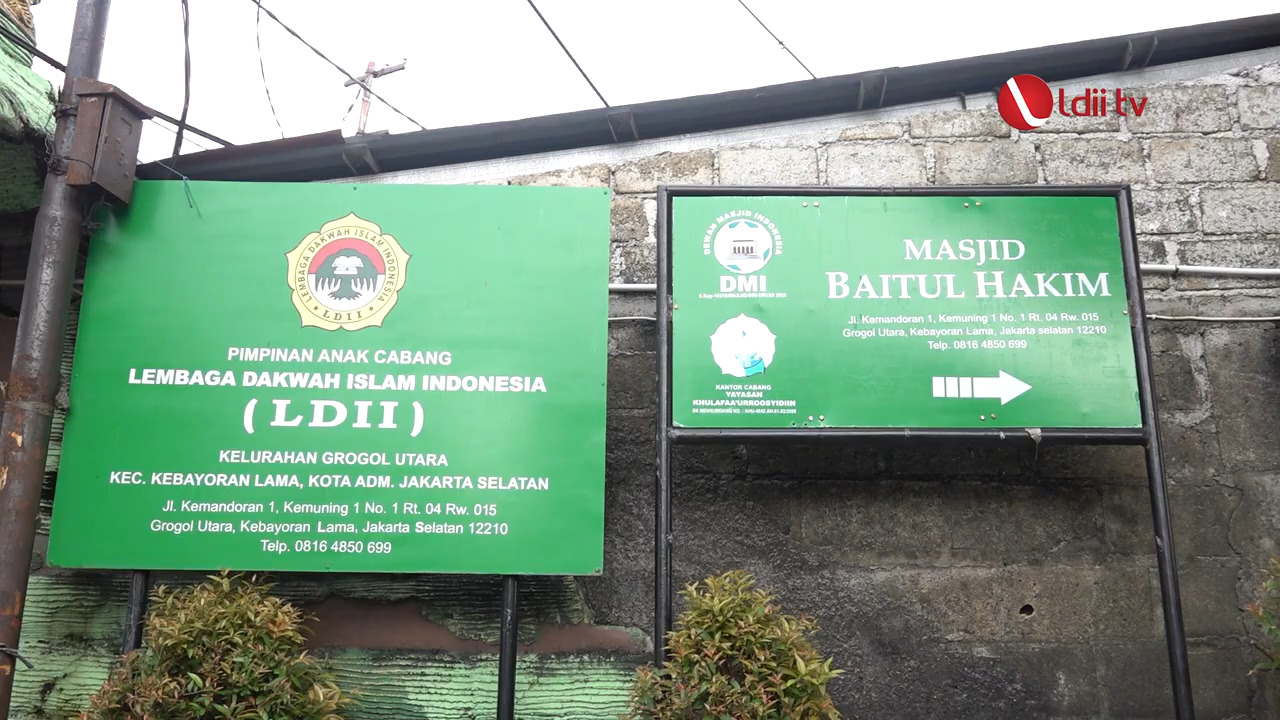 ldii tv
LEMBAGA DAKWAH ISLAM INDONESIA
LDII
PIMPINAN ANAK CABANG
LEMBAGA DAKWAH ISLAM INDONESIA
(LDII)
KELURAHAN GROGOL UTARA
KEC. KEBAYORAN LAMA, KOTA ADM. JAKARTA SELATAN
Jl. Kemandoran 1, Kemuning 1 No. 1 Rt. 04 Rw. 015
Grogol Utara, Kebayoran Lama, Jakarta Selatan 12210
Telp. 0816 4850 699
DEWAN MASJID INDONESIA
DMI
KANTOR CABANG
YAYASAN
KHULAFAA'URROOSYIDIIN
MASJID
BAITUL HAKIM
Jl. Kemandoran 1, Kemuning 1 No. 1 Rt. 04 Rw. 015
Grogol Utara, Kebayoran Lama, Jakarta selatan 12210
Telp. 0816 4850 699